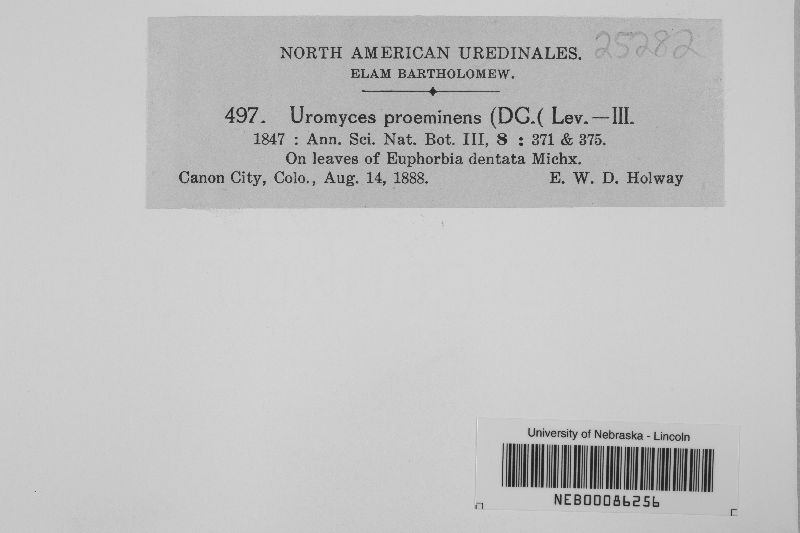 NORTH AMERICAN UREDINALES. 25282
ELAM BARTHOLOMEW.
497. Uromyces proeminens (DC.( Lev.—III.
1847 : Ann. Sci. Nat. Bot. III, 8 : 371 & 375.
On leaves of Euphorbia dentata Michx.
Canon City, Colo., Aug. 14, 1888. E. W. D. Holway
University of Nebraska - Lincoln
NEB00086256